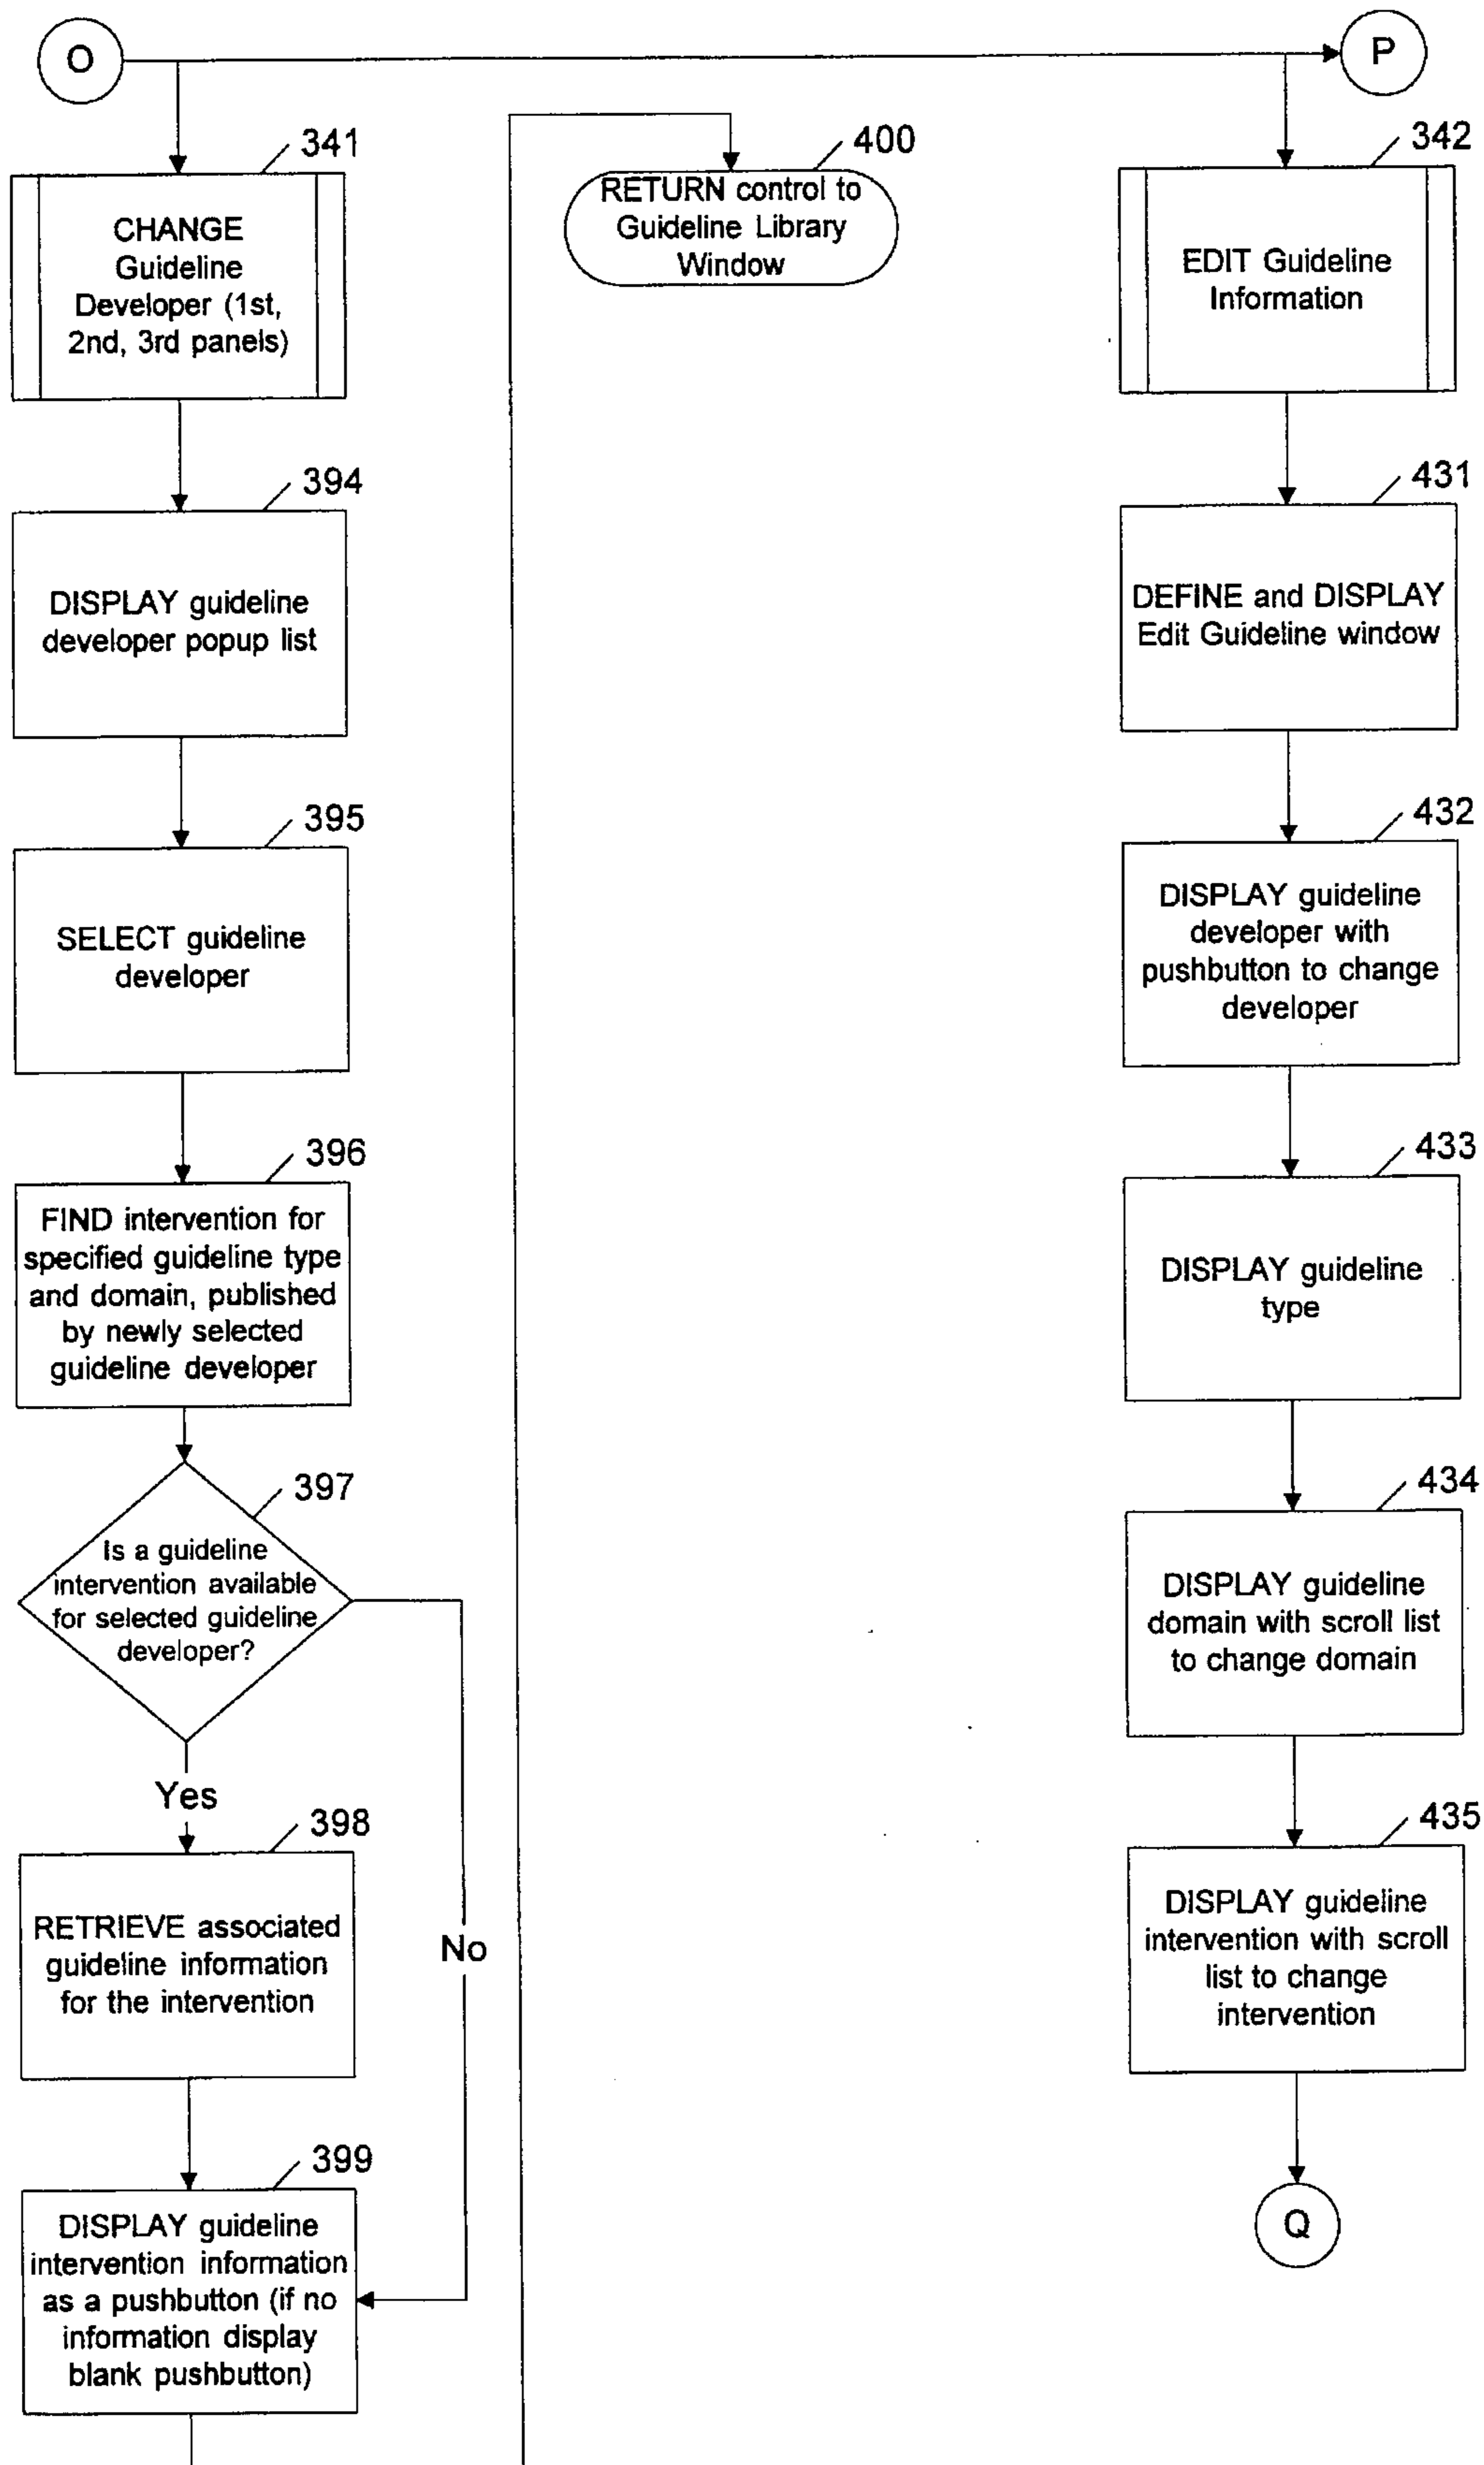 O
P
341
CHANGE
Guideline
Developer (1st,
2nd, 3rd panels)
394
DISPLAY guideline
developer popup list
395
SELECT guideline
developer
396
FIND intervention for
specified guideline type
and domain, published
by newly selected
guideline developer
397
Is a guideline
intervention available
for selected guideline
developer?
Yes
No
398
RETRIEVE associated
guideline information
for the intervention
399
DISPLAY guideline
intervention information
as a pushbutton (if no
information display
blank pushbutton)
400
RETURN control to
Guideline Library
Window
342
EDIT Guideline
Information
431
DEFINE and DISPLAY
Edit Guideline window
432
DISPLAY guideline
developer with
pushbutton to change
developer
433
DISPLAY guideline
type
434
DISPLAY guideline
domain with scroll list
to change domain
435
DISPLAY guideline
intervention with scroll
list to change
intervention
Q